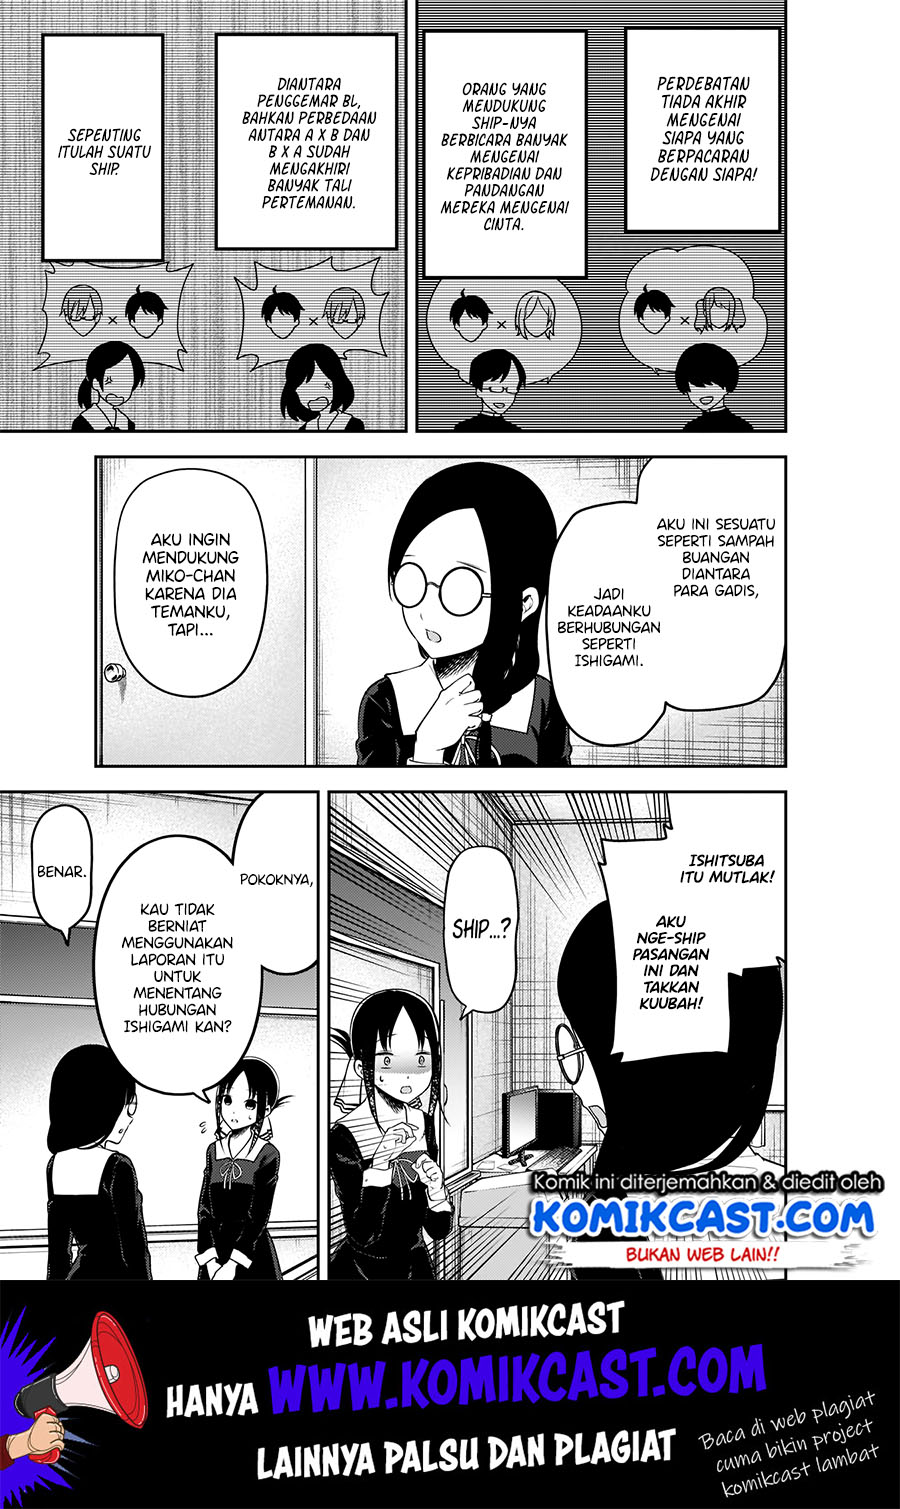 PERDEBATAN
TIADA AKHIR
MENGENAI
SIAPA YANG
BERPACARAN
DENGAN SIAPA!
ORANG YANG
MENDUKUNG
SHIP-NYA
BERBICARA BANYAK
MENGENAI
KEPRIBADIAN DAN
PANDANGAN
MEREKA MENGENAI
CINTA.
DIANTARA
PENGGEMAR BL,
BAHKAN PERBEDAAN
ANTARA A X B DAN
B X A SUDAH
MENGAKHIRI
BANYAK TALI
PERTEMANAN.
SEPENTING
ITULAH SUATU
SHIP.
×
×
×
×
AKU INI SESUATU
SEPERTI SAMPAH
BUANGAN
DIANTARA
PARA GADIS,
JADI
KEADAANKU
BERHUBUNGAN
SEPERTI
ISHIGAMI.
AKU INGIN
MENDUKUNG
MIKO-CHAN
KARENA DIA
TEMANKU,
TAPI...
ISHITSUBA
ITU MUTLAK!
AKU
NGE-SHIP
PASANGAN
INI DAN
TAKKAN
KUUBAH!
SHIP...?
POKOKNYA,
KAU TIDAK
BERNIAT
MENGGUNAKAN
LAPORAN ITU
UNTUK
MENENTANG
HUBUNGAN
ISHIGAMI KAN?
BENAR.
Komik ini diterjemahkan & diedit oleh
KOMIKCAST.COM
BUKAN WEB LAIN!!
WEB ASLI KOMIKCAST
HANYA WWW.KOMIKCAST.COM
LAINNYA PALSU DAN PLAGIAT
Baca di web plagiat
cuma bikin project
komikcast lambat